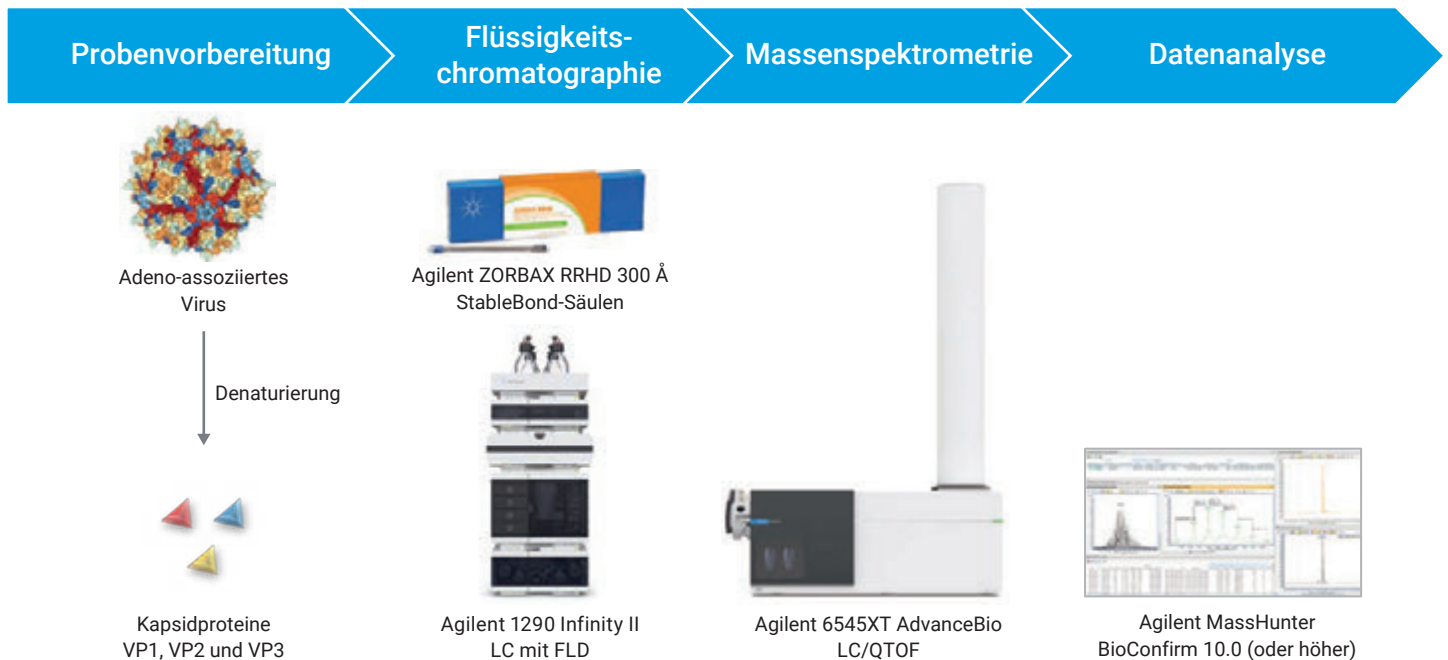 Probenvorbereitung
Flüssigkeits-
chromatographie
Massenspektrometrie
Datenanalyse
Adeno-assoziiertes
Virus
Denaturierung
Kapsidproteine
VP1, VP2 und VP3
Agilent ZORBAX RRHD 300 Å
StableBond-Säulen
Agilent 1290 Infinity II
LC mit FLD
Agilent 6545XT AdvanceBio
LC/QTOF
Agilent MassHunter
BioConfirm 10.0 (oder höher)